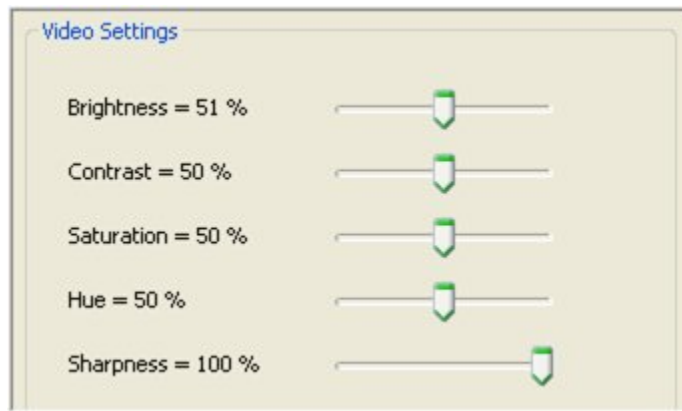 Video Settings
Brightness = 51 %
Contrast = 50 %
Saturation = 50 %
Hue = 50 %
Sharpness = 100 %